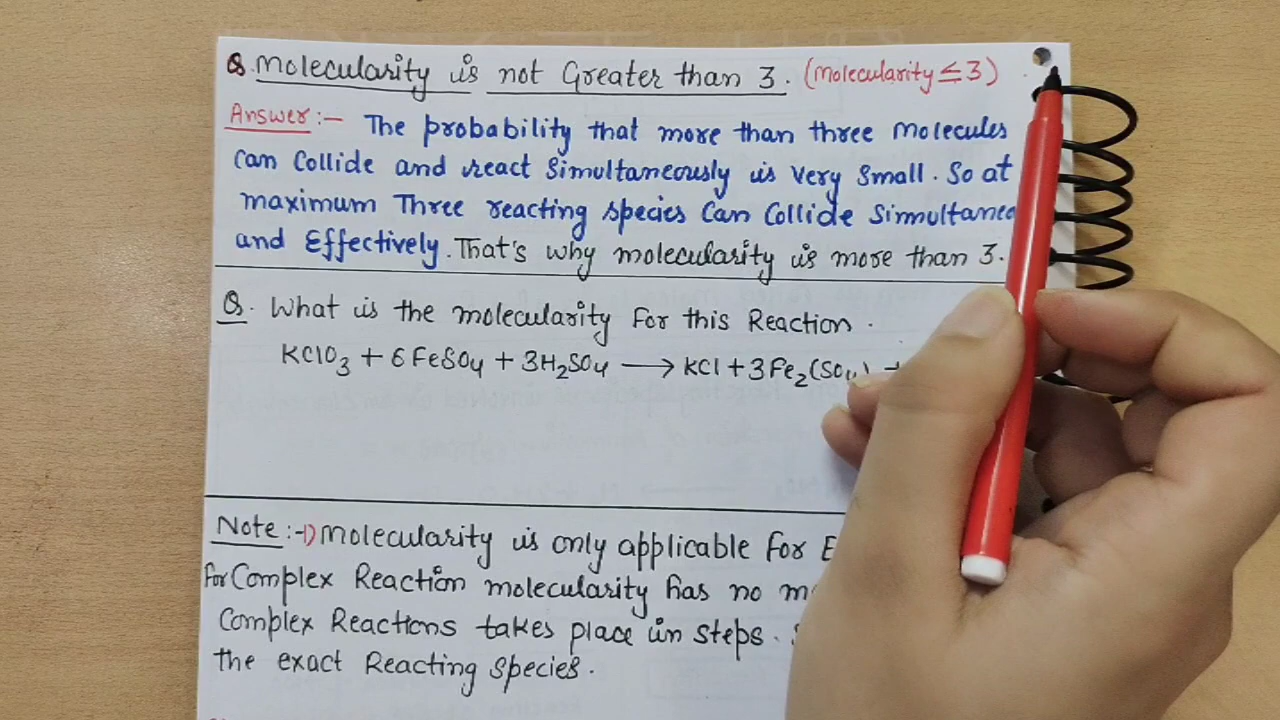 Q. Molecularity is not Greater than 3. (Molecularity ≤ 3)
Answer:- The probability that more than three Molecules
can Collide and react Simultaneously is Very Small. So at
maximum Three reacting species Can Collide
and Effectively. That's why molecularity is more than 3.
Q. What is the molecularity For this Reaction.
KClO3 + 6FeSO4 + 3H2SO4 → KCl + 3Fe2(SO4) +
Note:-1) Molecularity is only applicable For
For Complex Reaction molecularity has no
Complex Reactions takes place in steps.
the exact Reacting Species.